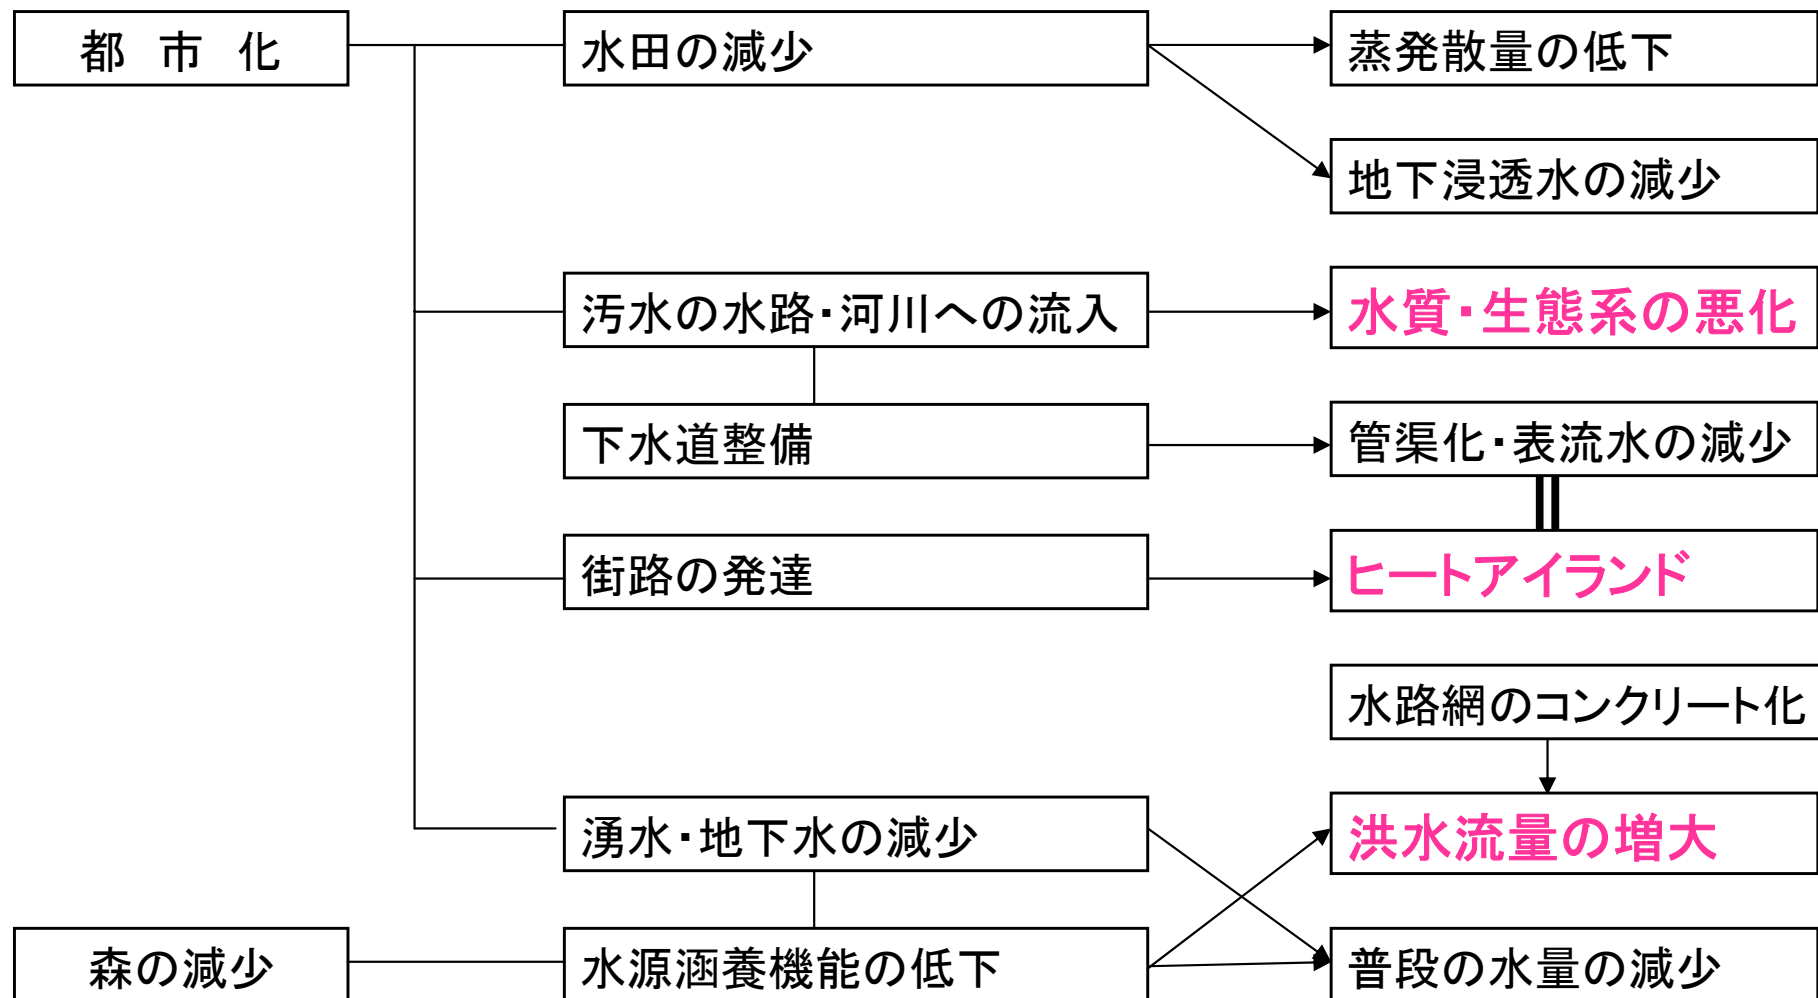 都 市 化
水田の減少
蒸発散量の低下
地下浸透水の減少
汚水の水路・河川への流入
水質・生態系の悪化
下水道整備
管渠化・表流水の減少
街路の発達
ヒートアイランド
水路網のコンクリート化
湧水・地下水の減少
洪水流量の増大
森の減少
水源涵養機能の低下
普段の水量の減少